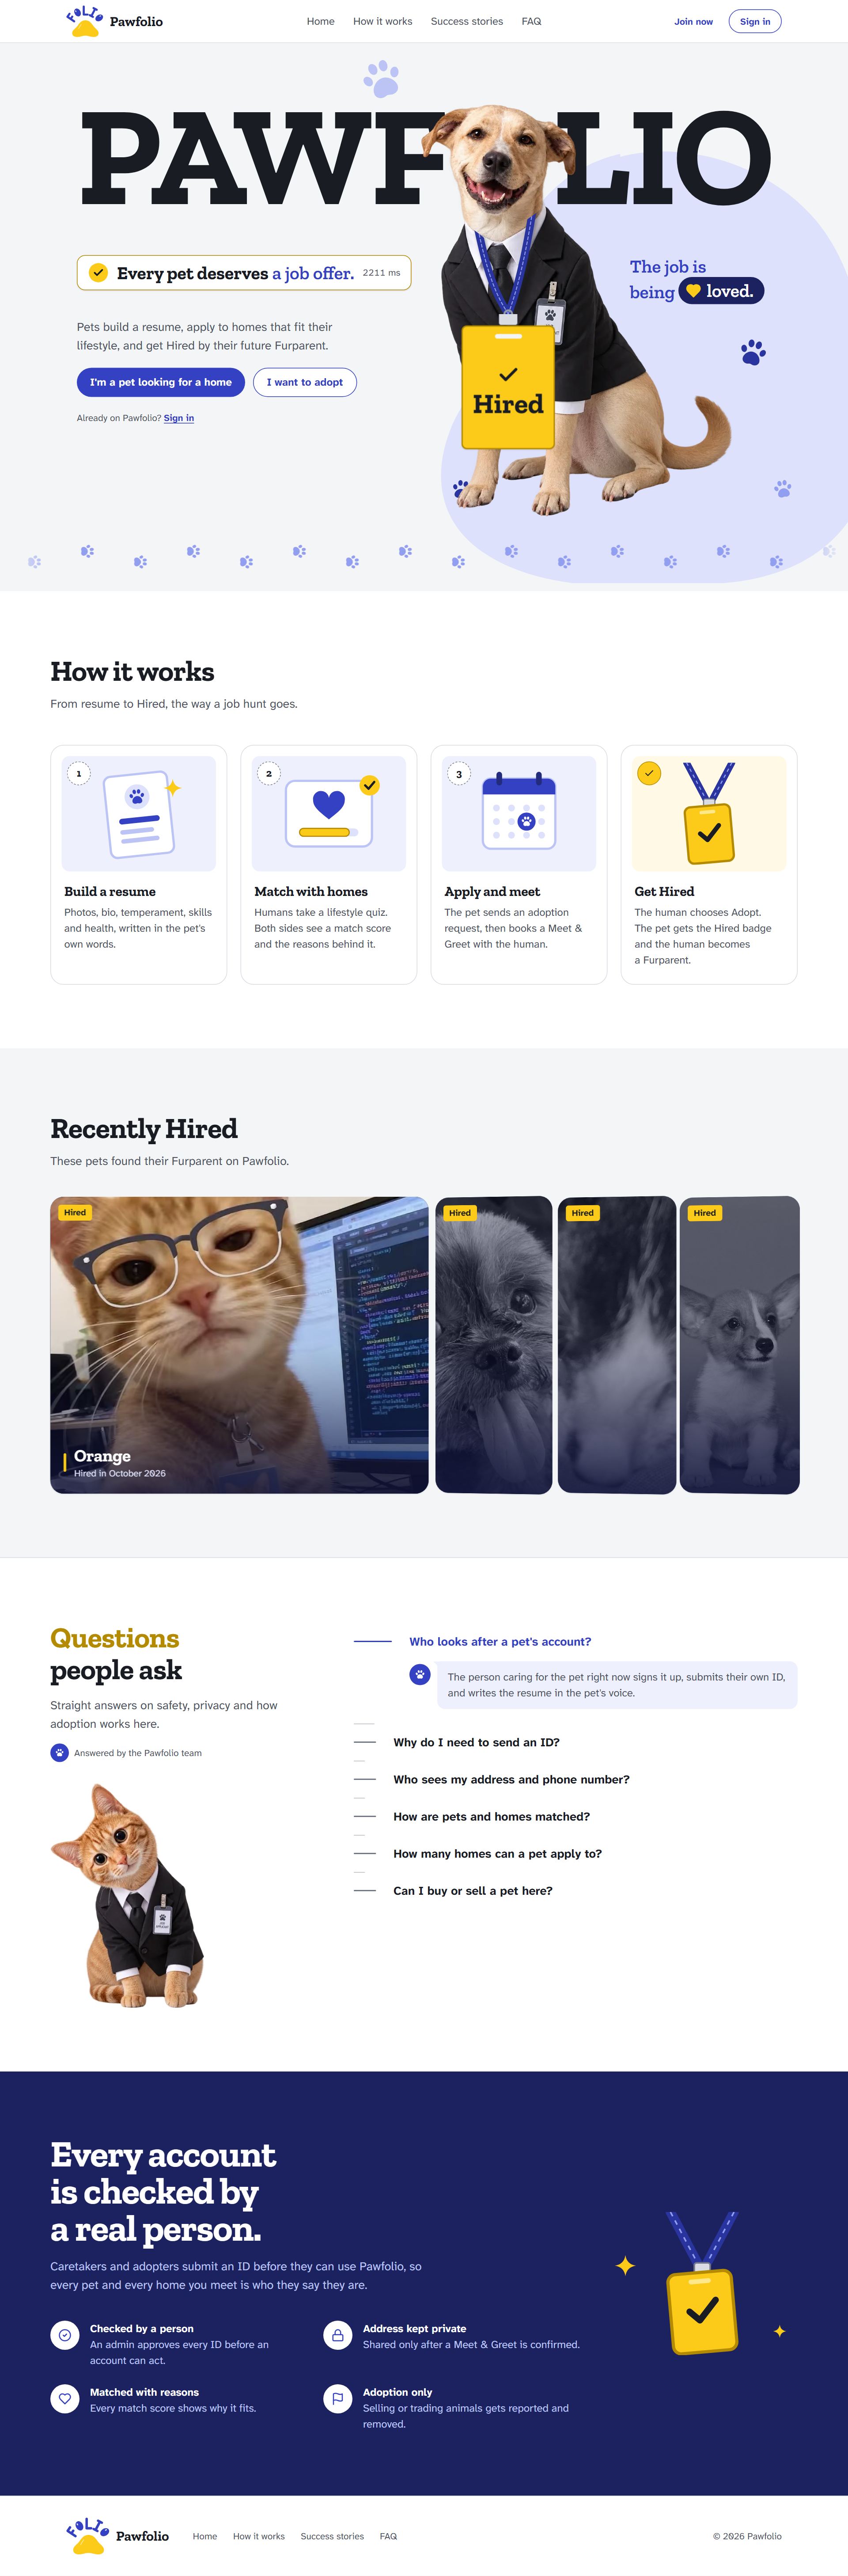 FOLIO
Pawfolio
Home
How it works
Success stories
FAQ
Join now
Sign in
PAWF LIO
Every pet deserves a job offer. 2211 ms
The job is
being loved.
Pets build a resume, apply to homes that fit their
lifestyle, and get Hired by their future Furparent.
I'm a pet looking for a home
I want to adopt
Already on Pawfolio? Sign in
Hired
How it works
From resume to Hired, the way a job hunt goes.
1
Build a resume
Photos, bio, temperament, skills
and health, written in the pet's
own words.
2
Match with homes
Humans take a lifestyle quiz.
Both sides see a match score
and the reasons behind it.
3
Apply and meet
The pet sends an adoption
request, then books a Meet &
Greet with the human.
Get Hired
The human chooses Adopt.
The pet gets the Hired badge
and the human becomes
a Furparent.
Recently Hired
These pets found their Furparent on Pawfolio.
Hired
Orange
Hired in October 2026
Hired
Hired
Hired
Questions
people ask
Straight answers on safety, privacy and how
adoption works here.
Answered by the Pawfolio team
Who looks after a pet's account?
The person caring for the pet right now signs it up, submits their own ID,
and writes the resume in the pet's voice.
Why do I need to send an ID?
Who sees my address and phone number?
How are pets and homes matched?
How many homes can a pet apply to?
Can I buy or sell a pet here?
Every account
is checked by
a real person.
Caretakers and adopters submit an ID before they can use Pawfolio, so
every pet and every home you meet is who they say they are.
Checked by a person
An admin approves every ID before an
account can act.
Address kept private
Shared only after a Meet & Greet is confirmed.
Matched with reasons
Every match score shows why it fits.
Adoption only
Selling or trading animals gets reported and
removed.
FOLIO
Pawfolio
Home
How it works
Success stories
FAQ
© 2026 Pawfolio